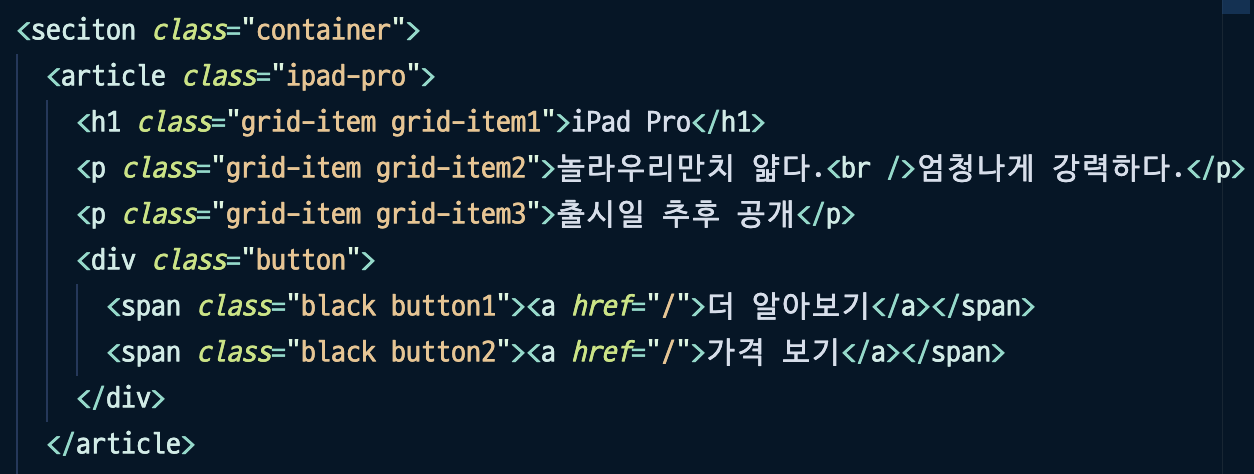 <seciton class="container">
<article class="ipad-pro">
<h1 class="grid-item grid-item1">iPad Pro</h1>
<p class="grid-item grid-item2">놀라우리만치 얇다.<br />엄청나게 강력하다.</p>
<p class="grid-item grid-item3">출시일 추후 공개</p>
<div class="button">
<span class="black button1"><a href="/">더 알아보기</a></span>
<span class="black button2"><a href="/">가격 보기</a></span>
</div>
</article>